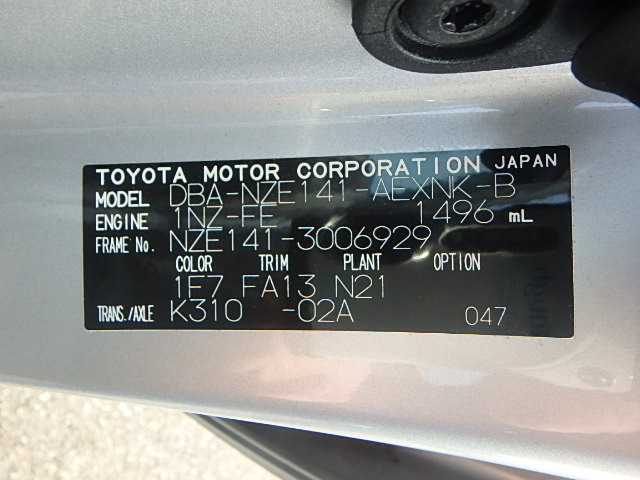 TOYOTA MOTOR CORPORATION JAPAN
MODEL DBA-NZE141-AEXNK-B
ENGINE 1NZ-FE 1496 mL
FRAME No. NZE141-3006929
COLOR TRIM PLANT OPTION
1F7 FA13 N21
TRANS./AXLE K310 -02A 047